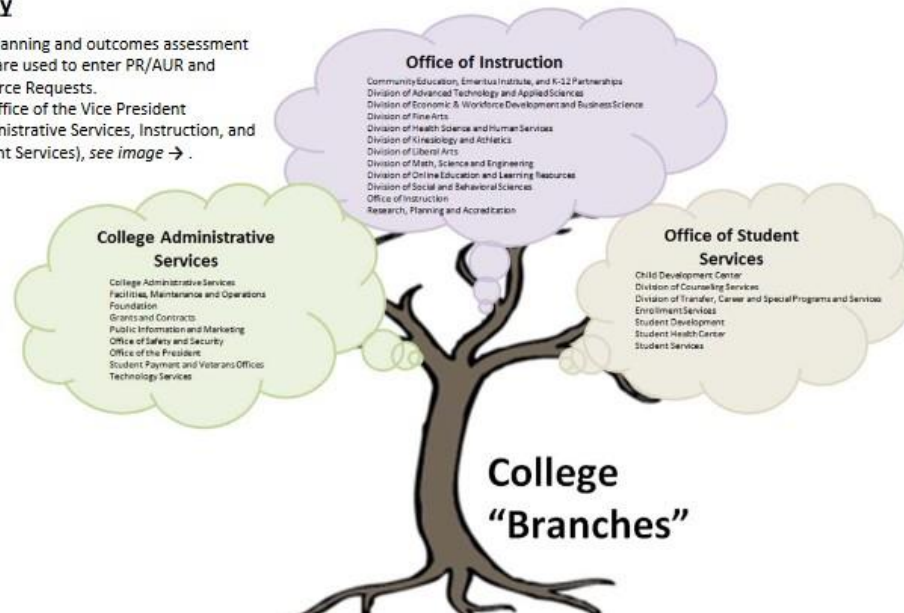 y
anning and outcomes assessment
are used to enter PR/AUR and
rce Requests.
ffice of the Vice President
nistrative Services, Instruction, and
nt Services), see image → .
Office of Instruction
Community Education, Emeritus Institute, and K-12 Partnerships
Division of Advanced Technology and Applied Sciences
Division of Economic & Workforce Development and Business Science
Division of Fine Arts
Division of Health Science and Human Services
Division of Kinesiology and Athletics
Division of Liberal Arts
Division of Math, Science and Engineering
Division of Online Education and Learning Resources
Division of Social and Behavioral Sciences
Office of Instruction
Research, Planning and Accreditation
College Administrative
Services
College Administrative Services
Facilities, Maintenance and Operations
Foundation
Grants and Contracts
Public Information and Marketing
Office of Safety and Security
Office of the President
Student Payment and Veterans Offices
Technology Services
Office of Student
Services
Child Development Center
Division of Counseling Services
Division of Transfer, Career and Special Programs and Services
Enrollment Services
Student Development
Student Health Center
Student Services
College
“Branches”